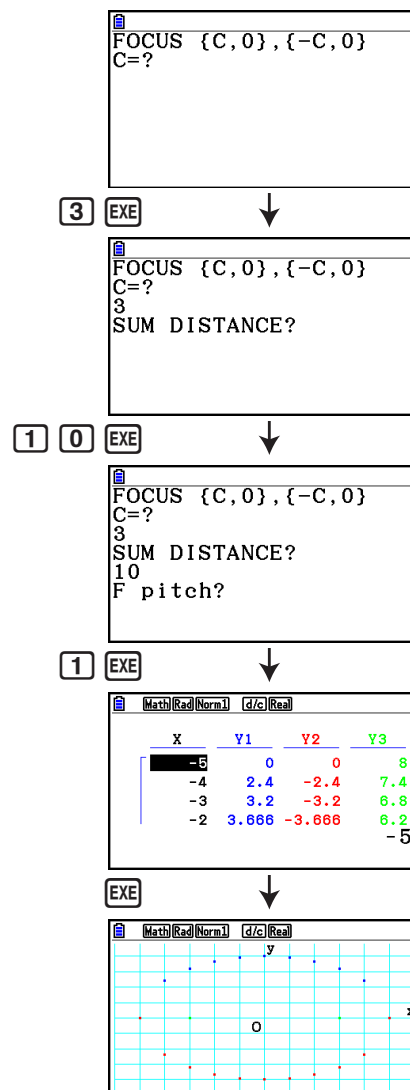 FOCUS {C,0},{-C,0}
C=?
3 EXE
FOCUS {C,0},{-C,0}
C=?
3
SUM DISTANCE?
1 0 EXE
FOCUS {C,0},{-C,0}
C=?
3
SUM DISTANCE?
10
F pitch?
1 EXE
Math Rad Norm1 d/c Real
X Y1 Y2 Y3
-5 0 0 8
-4 2.4 -2.4 7.4
-3 3.2 -3.2 6.8
-2 3.666 -3.666 6.2
-5
EXE
Math Rad Norm1 d/c Real
y
x
O